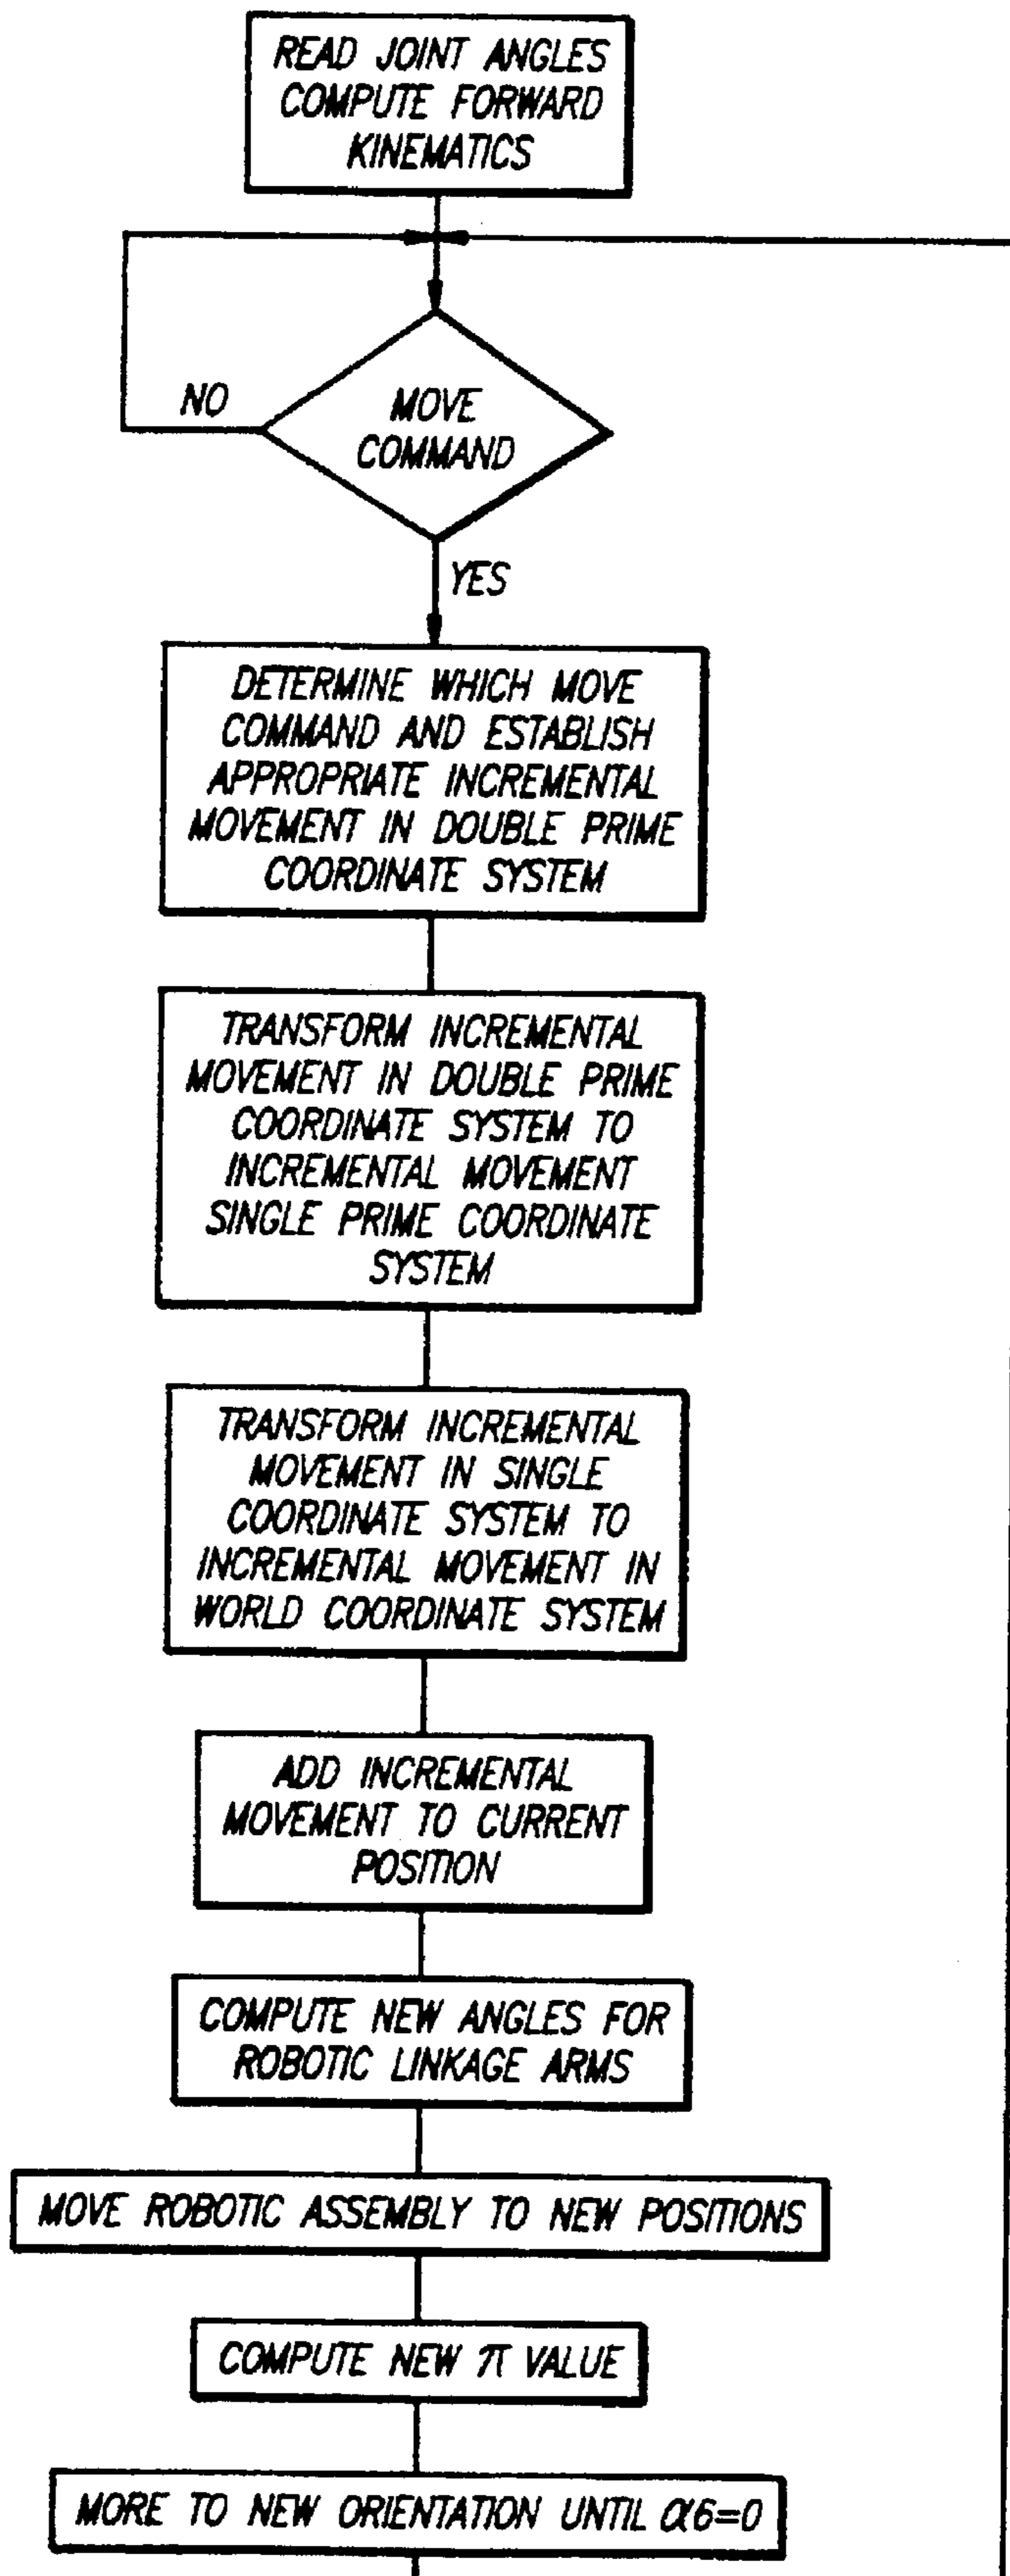 READ JOINT ANGLES
COMPUTE FORWARD
KINEMATICS
MOVE
COMMAND
NO
YES
DETERMINE WHICH MOVE
COMMAND AND ESTABLISH
APPROPRIATE INCREMENTAL
MOVEMENT IN DOUBLE PRIME
COORDINATE SYSTEM
TRANSFORM INCREMENTAL
MOVEMENT IN DOUBLE PRIME
COORDINATE SYSTEM TO
INCREMENTAL MOVEMENT
SINGLE PRIME COORDINATE
SYSTEM
TRANSFORM INCREMENTAL
MOVEMENT IN SINGLE
COORDINATE SYSTEM TO
INCREMENTAL MOVEMENT IN
WORLD COORDINATE SYSTEM
ADD INCREMENTAL
MOVEMENT TO CURRENT
POSITION
COMPUTE NEW ANGLES FOR
ROBOTIC LINKAGE ARMS
MOVE ROBOTIC ASSEMBLY TO NEW POSITIONS
COMPUTE NEW π VALUE
MORE TO NEW ORIENTATION UNTIL α6=0